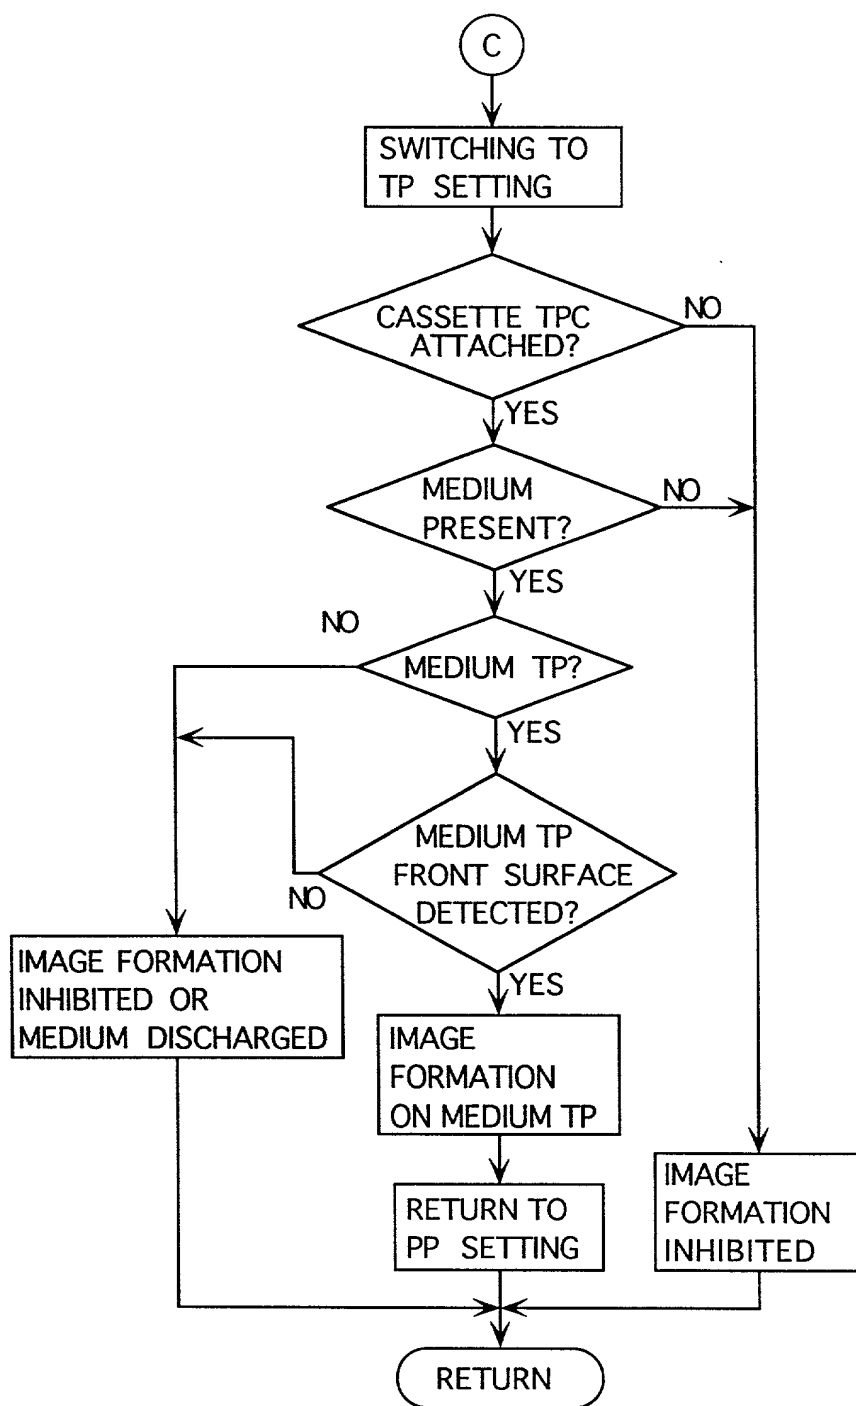 C
SWITCHING TO
TP SETTING
CASSETTE TPC
ATTACHED?
NO
YES
MEDIUM
PRESENT?
NO
YES
NO
MEDIUM TP?
YES
MEDIUM TP
FRONT SURFACE
DETECTED?
NO
YES
IMAGE FORMATION
INHIBITED OR
MEDIUM DISCHARGED
IMAGE
FORMATION
ON MEDIUM TP
RETURN TO
PP SETTING
IMAGE
FORMATION
INHIBITED
RETURN